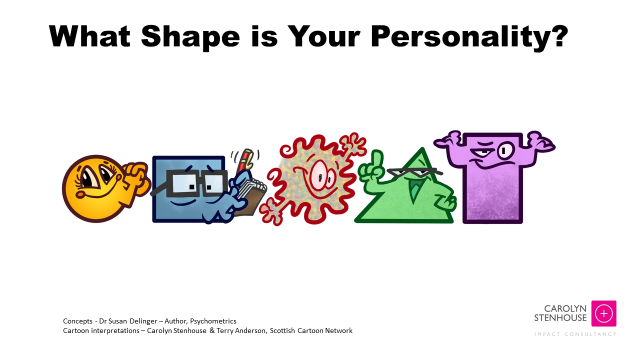 What Shape is Your Personality?
Concepts - Dr Susan Delinger – Author, Psychometrics
Cartoon interpretations – Carolyn Stenhouse & Terry Anderson, Scottish Cartoon Network
CAROLYN
STENHOUSE
IMPACT CONSULTANCY